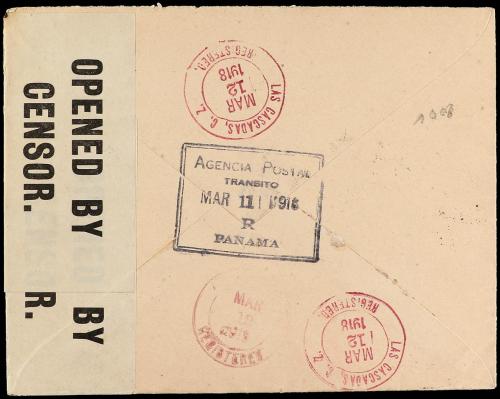 OPENED BY
CENSOR.
BY
R.
LAS CASCADAS, C. Z.
MAR
12
1918
REGISTERED.
AGENCIA POSTAL
TRANSITO
MAR 11 1918
R
PANAMA
MAR
REGISTERED
LAS CASCADAS, C. Z.
MAR
12
1918
REGISTERED.